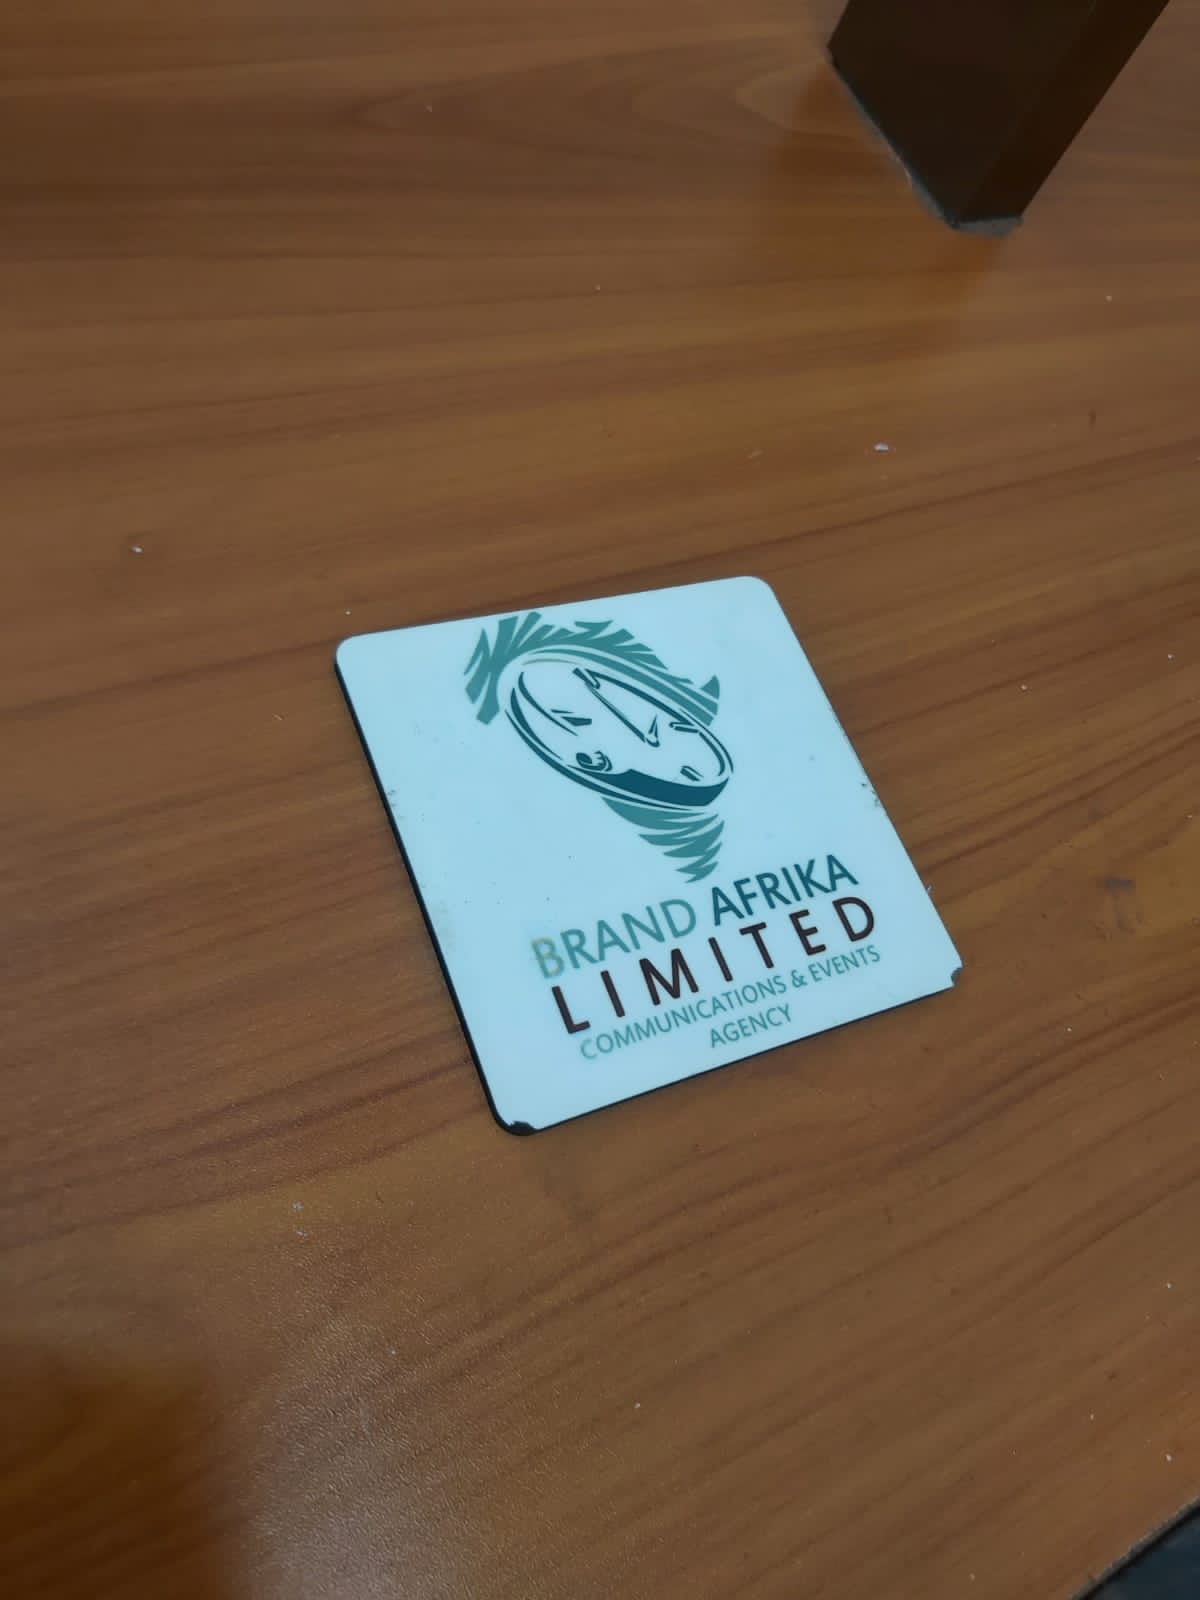 BRAND AFRIKA
LIMITED
COMMUNICATIONS & EVENTS
AGENCY